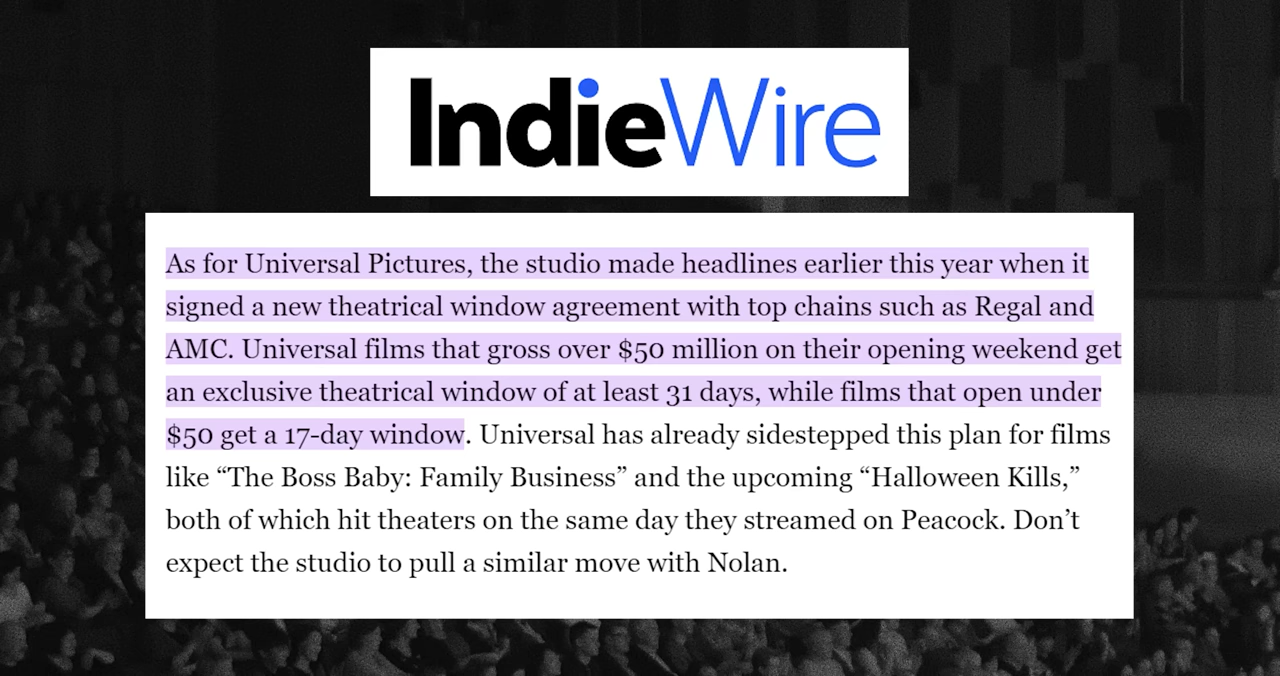 IndieWire
As for Universal Pictures, the studio made headlines earlier this year when it
signed a new theatrical window agreement with top chains such as Regal and
AMC. Universal films that gross over $50 million on their opening weekend get
an exclusive theatrical window of at least 31 days, while films that open under
$50 get a 17-day window. Universal has already sidestepped this plan for films
like “The Boss Baby: Family Business” and the upcoming “Halloween Kills,”
both of which hit theaters on the same day they streamed on Peacock. Don’t
expect the studio to pull a similar move with Nolan.